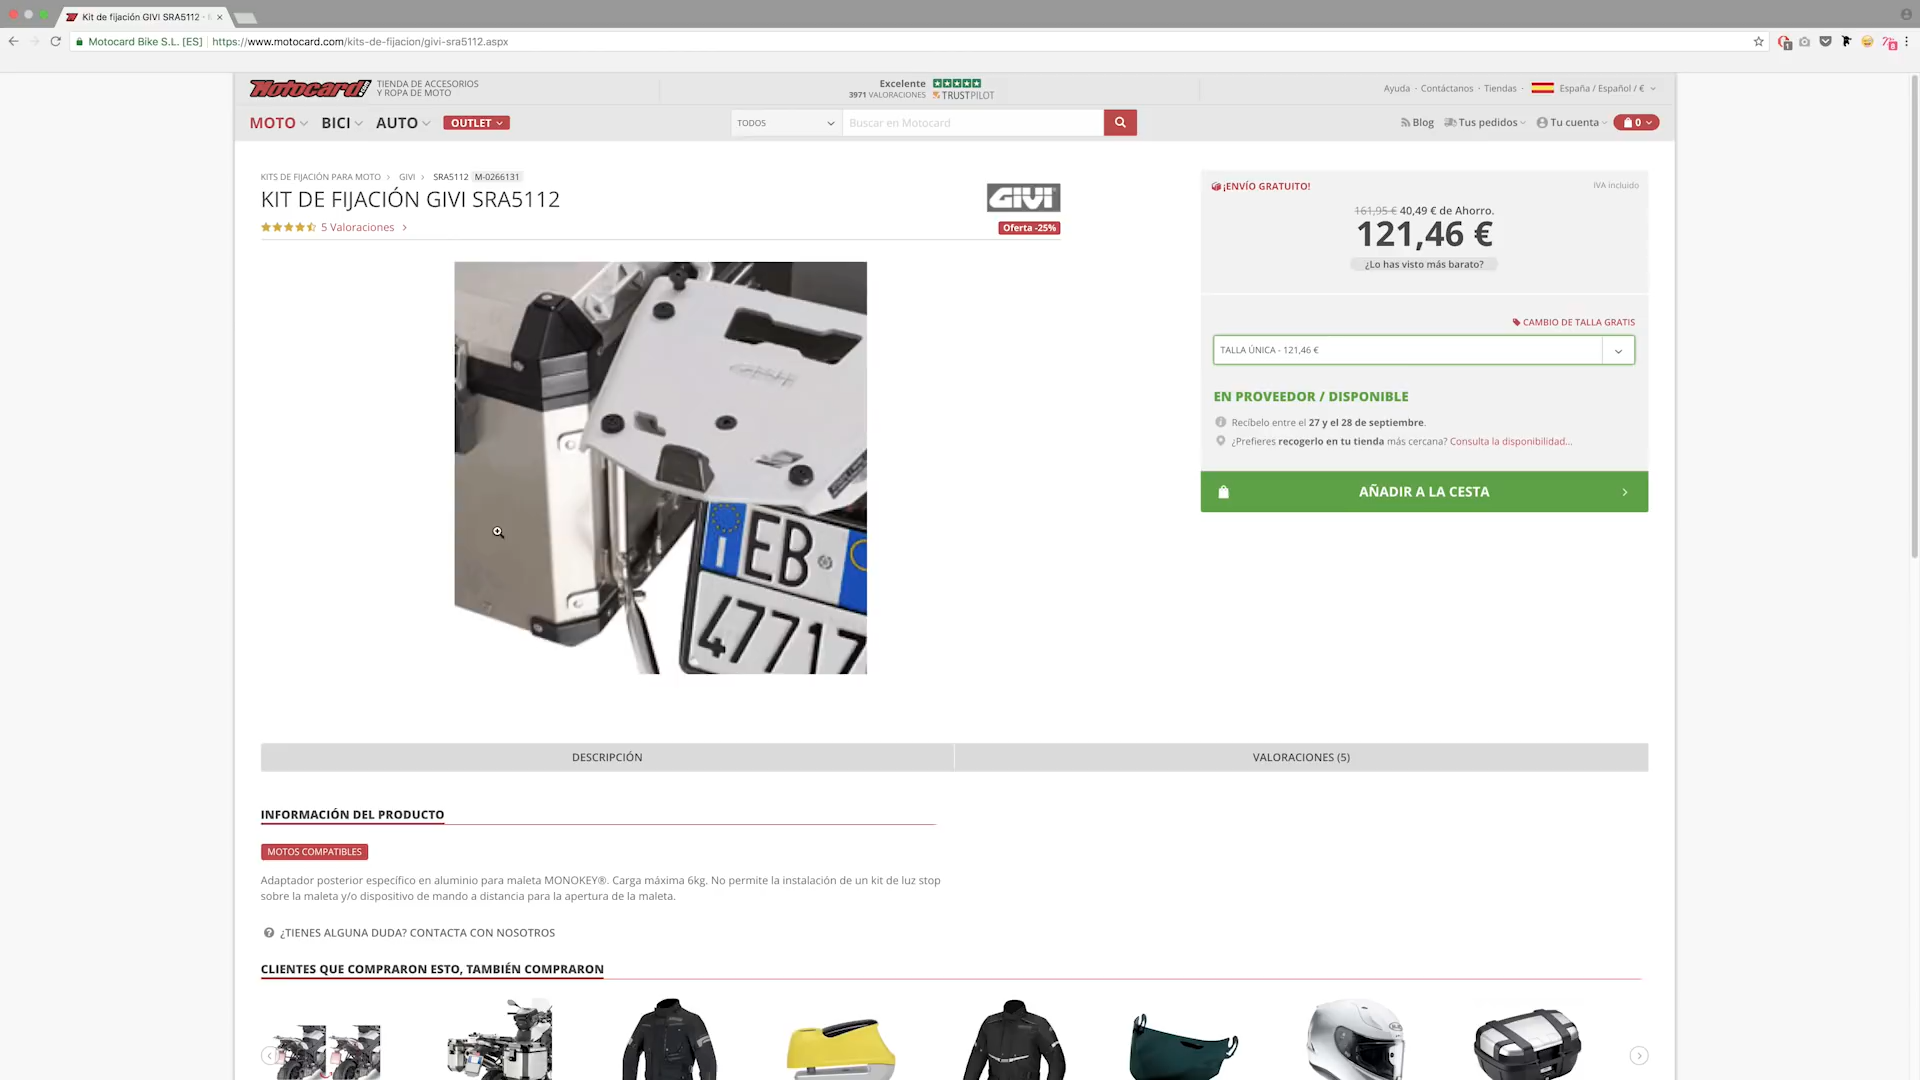 Kit de fijación GIVI SRA5112 -
Motocard Bike S.L. [ES] https://www.motocard.com/kits-de-fijacion/givi-sra5112.aspx
Motocard
TIENDA DE ACCESORIOS
Y ROPA DE MOTO
Excelente
3971 VALORACIONES TRUSTPILOT
Ayuda · Contáctanos · Tiendas · España / Español / €
MOTO BICI AUTO OUTLET
TODOS Buscar en Motocard
Blog Tus pedidos Tu cuenta 0
KITS DE FIJACIÓN PARA MOTO > GIVI > SRA5112 M-0266131
KIT DE FIJACIÓN GIVI SRA5112
GIVI
5 Valoraciones >
Oferta -25%
¡ENVÍO GRATUITO! IVA incluido
161,95 € 40,49 € de Ahorro.
121,46 €
¿Lo has visto más barato?
CAMBIO DE TALLA GRATIS
TALLA ÚNICA - 121,46 €
EN PROVEEDOR / DISPONIBLE
Recíbelo entre el 27 y el 28 de septiembre.
¿Prefieres recogerlo en tu tienda más cercana? Consulta la disponibilidad...
AÑADIR A LA CESTA
GIVI
I EB
47717
DESCRIPCIÓN
VALORACIONES (5)
INFORMACIÓN DEL PRODUCTO
MOTOS COMPATIBLES
Adaptador posterior específico en aluminio para maleta MONOKEY®. Carga máxima 6kg. No permite la instalación de un kit de luz stop
sobre la maleta y/o dispositivo de mando a distancia para la apertura de la maleta.
¿TIENES ALGUNA DUDA? CONTACTA CON NOSOTROS
CLIENTES QUE COMPRARON ESTO, TAMBIÉN COMPRARON